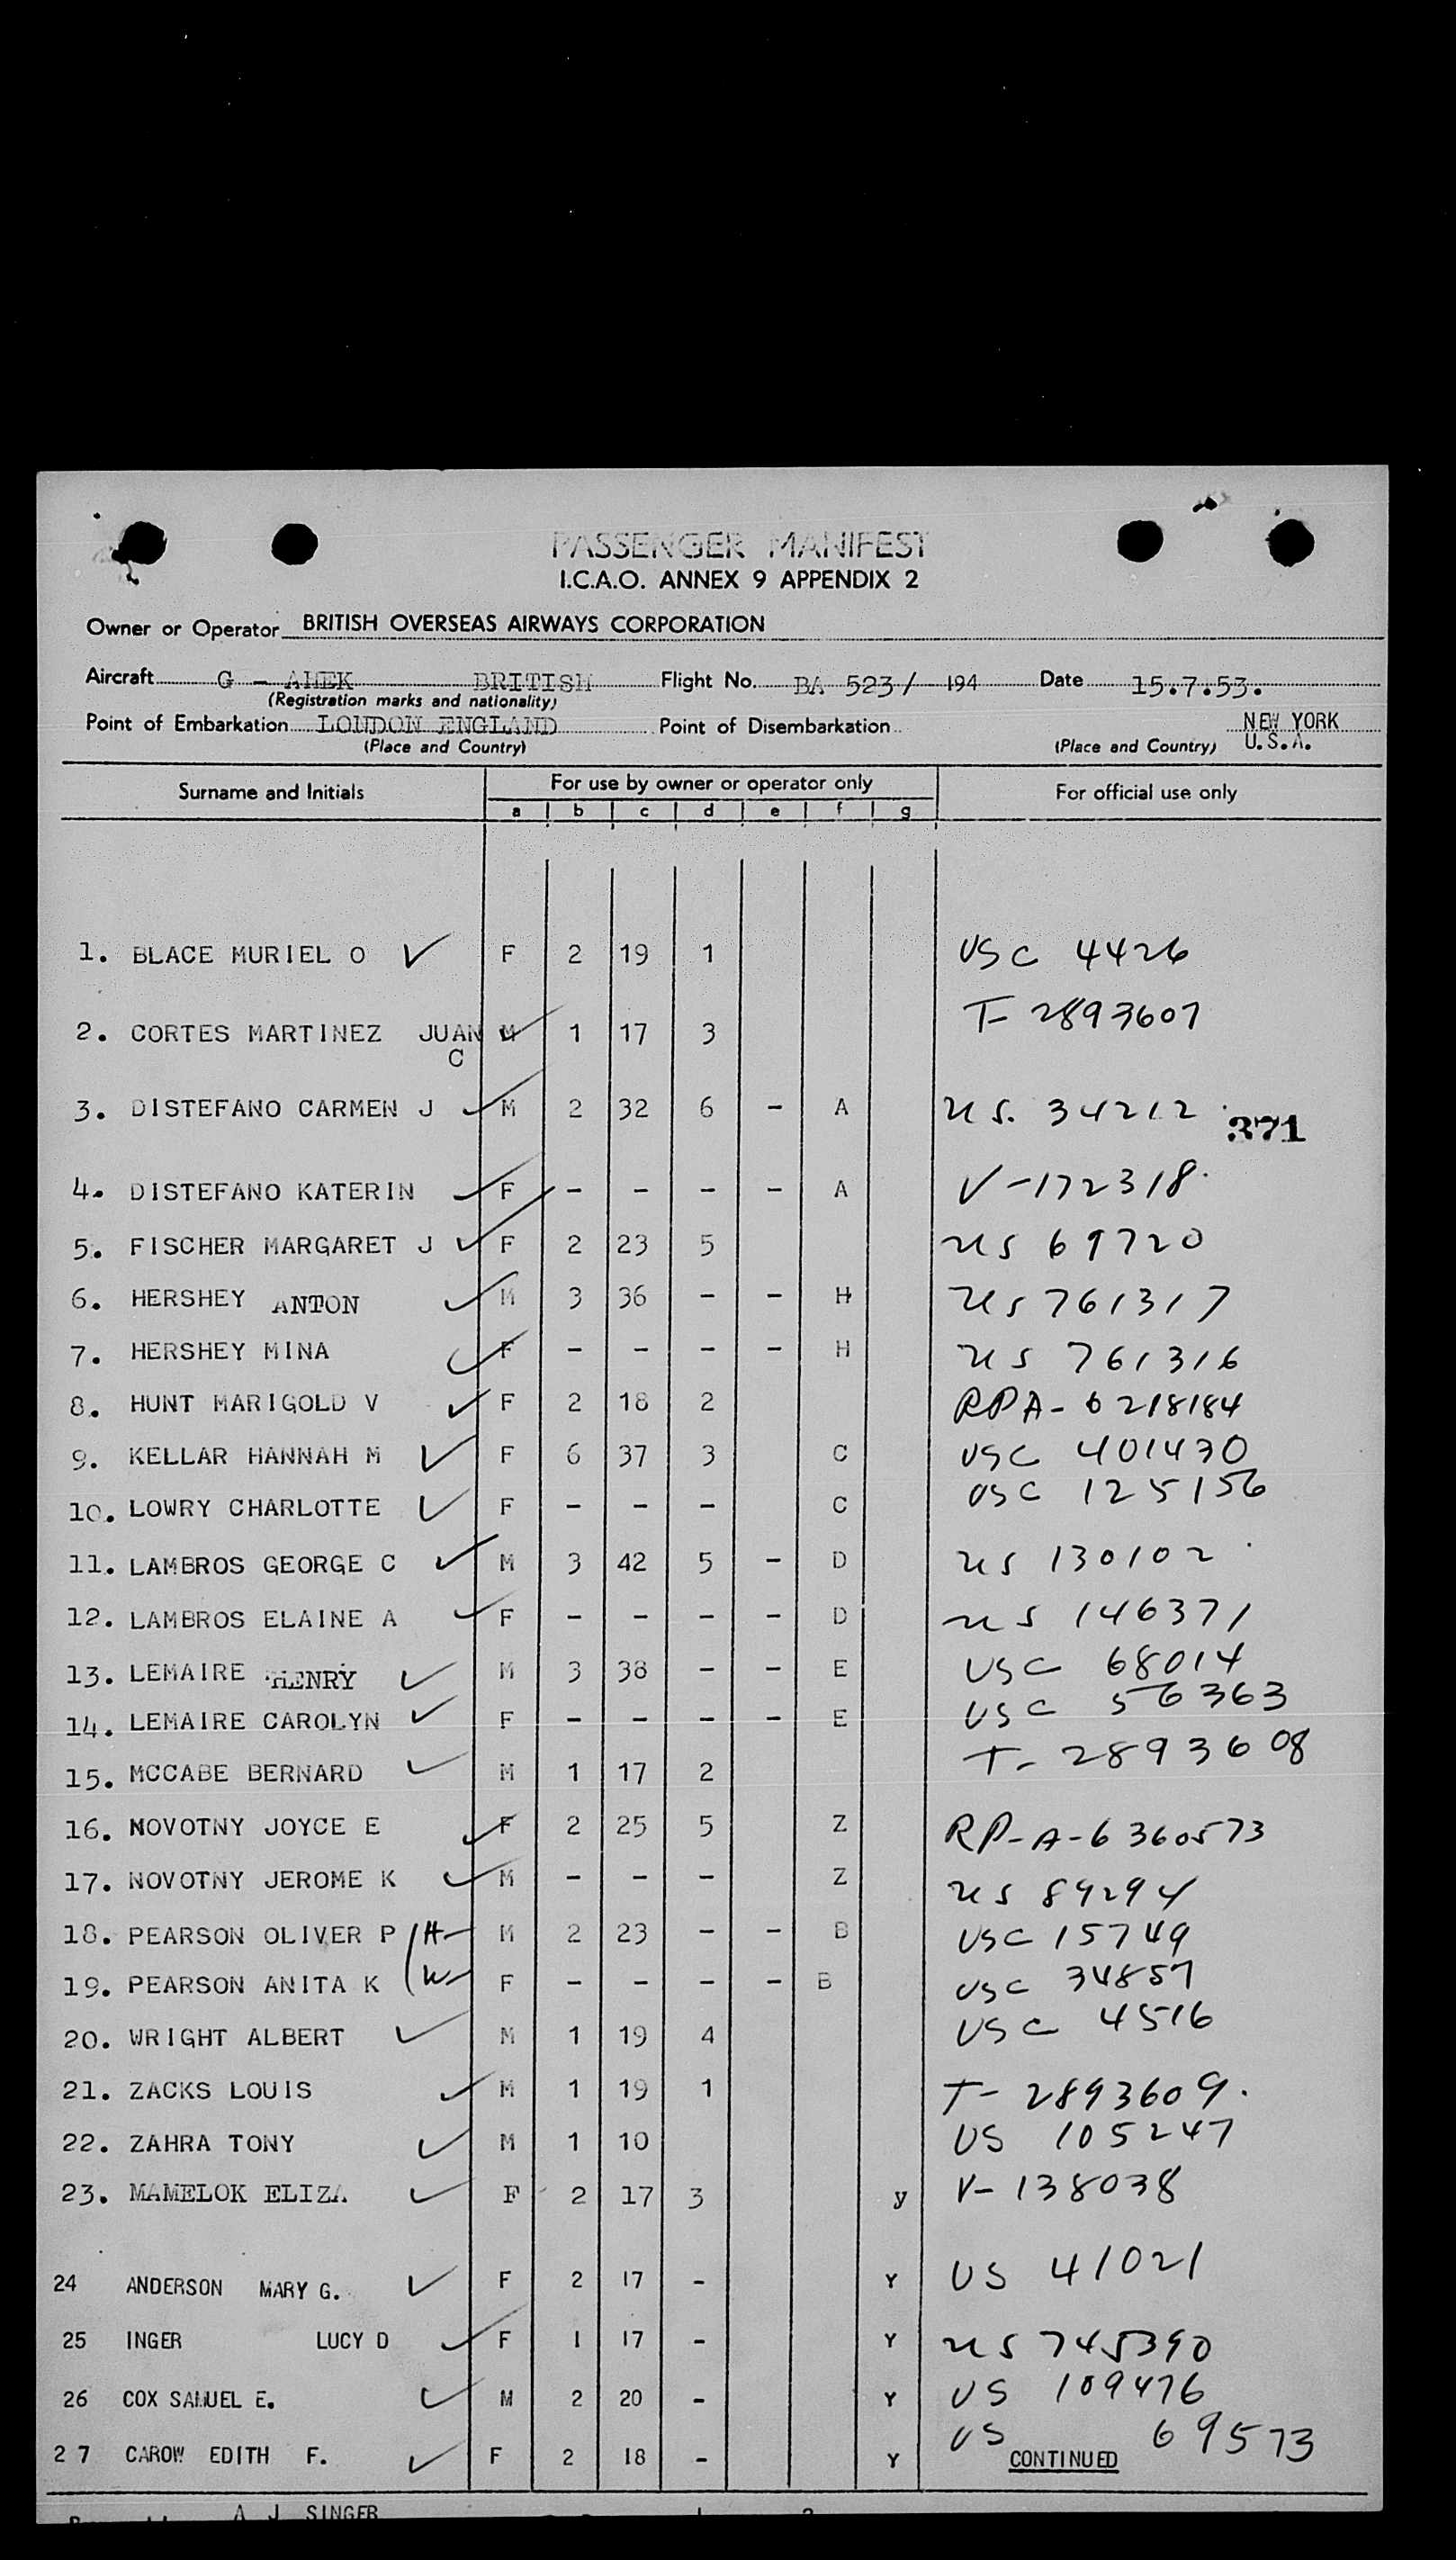 PASSENGER MANIFEST
I.C.A.O. ANNEX 9 APPENDIX 2
Owner or Operator BRITISH OVERSEAS AIRWAYS CORPORATION
Aircraft G - AHEK BRITISH Flight No. BA 523/ 194 Date 15.7.53.
(Registration marks and nationality)
Point of Embarkation LONDON ENGLAND Point of Disembarkation NEW YORK
(Place and Country) (Place and Country) U.S.A.
Surname and Initials For use by owner or operator only For official use only
a b c d e f g
1. BLACE MURIEL O ✓ F 2 19 1 USC 4426
2. CORTES MARTINEZ JUAN M 1 17 3 T- 2893607
C
3. DISTEFANO CARMEN J ✓ M 2 32 6 - A US. 34212
371
4. DISTEFANO KATERIN ✓ F - - - - A V-172318.
5. FISCHER MARGARET J ✓ F 2 23 5 US 69720
6. HERSHEY ANTON ✓ M 3 36 - - H US 761317
7. HERSHEY MINA ✓ F - - - - H US 761316
8. HUNT MARIGOLD V ✓ F 2 18 2 RPA- 6218184
9. KELLAR HANNAH M ✓ F 6 37 3 C USC 401430
10. LOWRY CHARLOTTE ✓ F - - - C USC 125156
11. LAMBROS GEORGE C ✓ M 3 42 5 - D US 130102
12. LAMBROS ELAINE A ✓ F - - - - D US 146371
13. LEMAIRE HENRY ✓ M 3 38 - - E USC 68014
14. LEMAIRE CAROLYN ✓ F - - - - E USC 56363
15. MCCABE BERNARD ✓ M 1 17 2 T- 2893608
16. NOVOTNY JOYCE E ✓ F 2 25 5 Z RP-A-6360573
17. NOVOTNY JEROME K ✓ M - - - Z US 89294
18. PEARSON OLIVER P (H M 2 23 - - B USC 15749
19. PEARSON ANITA K (W F - - - - B USC 34857
20. WRIGHT ALBERT ✓ M 1 19 4 USC 4516
21. ZACKS LOUIS ✓ M 1 19 1 T- 2893609.
22. ZAHRA TONY ✓ M 1 10 US 105247
23. MAMELOK ELIZA ✓ F 2 17 3 y V- 138038
24 ANDERSON MARY G. ✓ F 2 17 - Y US 41021
25 INGER LUCY D ✓ F 1 17 - Y US 745390
26 COX SAMUEL E. ✓ M 2 20 - Y US 109476
27 CAROW EDITH F. ✓ F 2 18 - Y US 69573
CONTINUED
A J SINGER